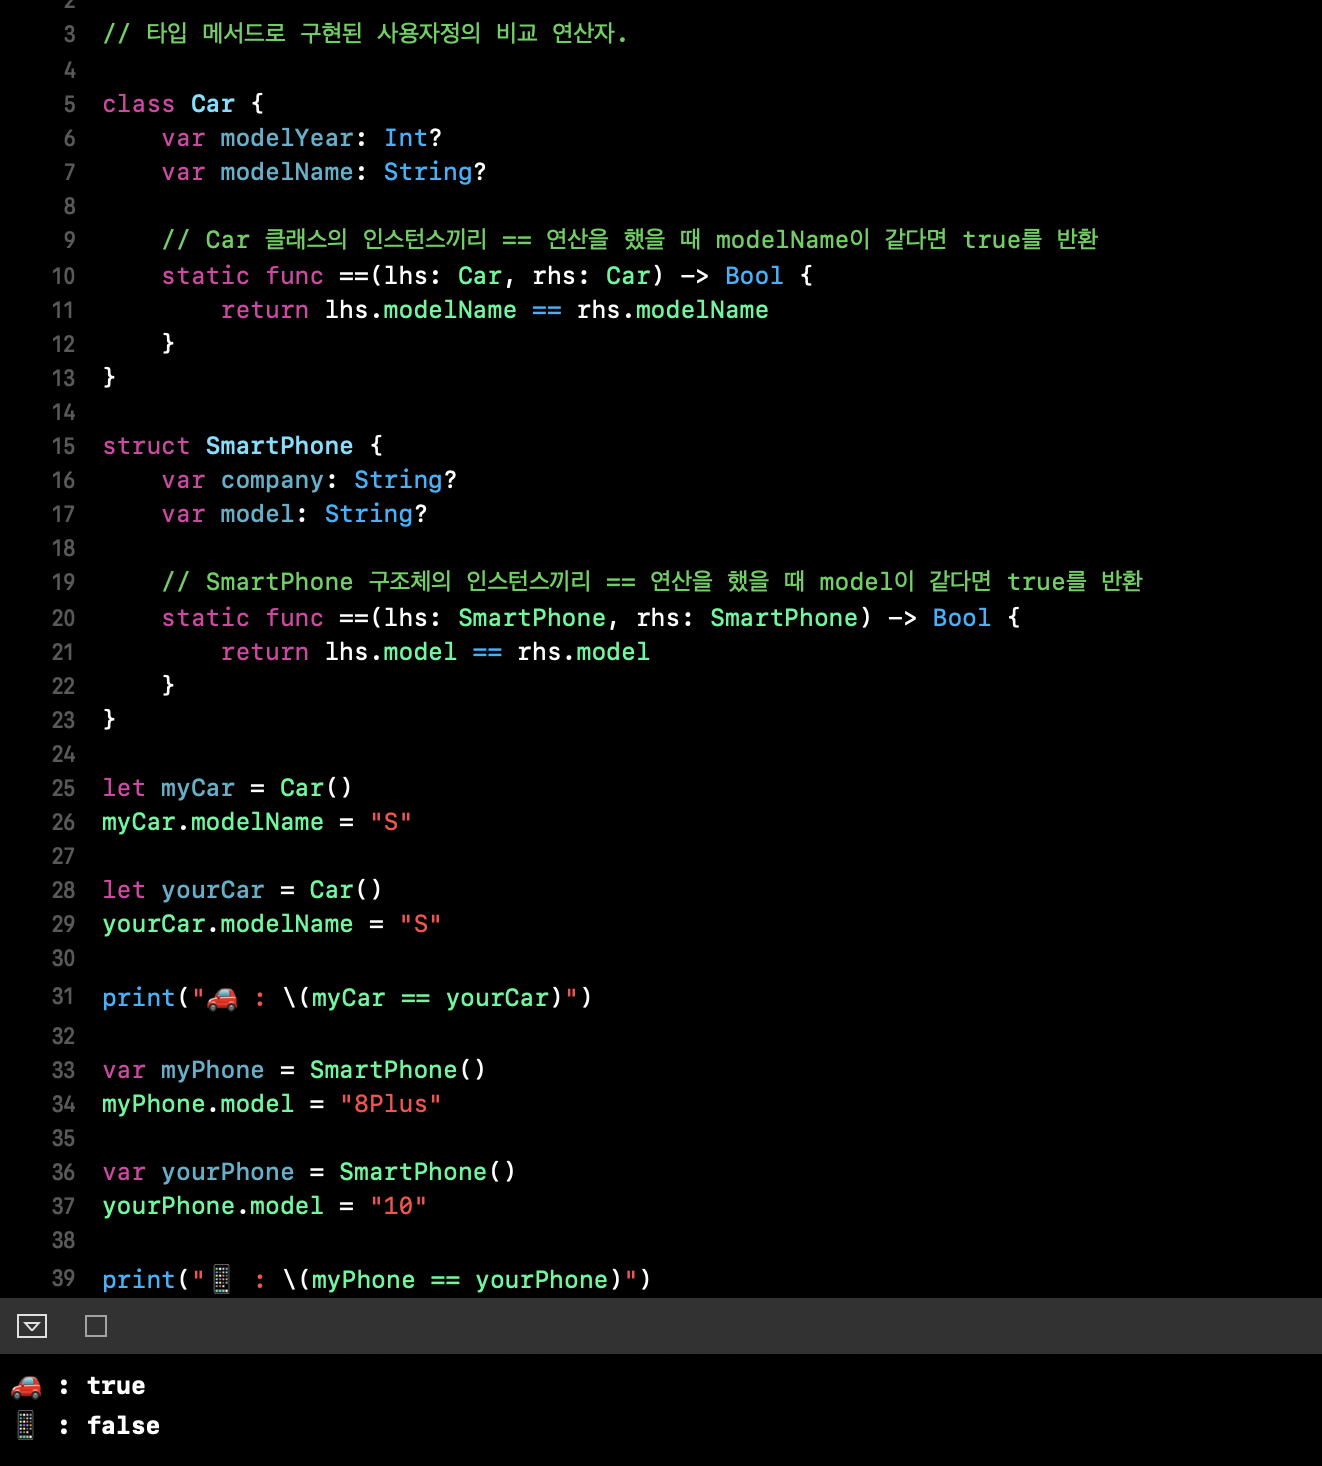 2
3 // 타입 메서드로 구현된 사용자정의 비교 연산자.
4
5 class Car {
6 var modelYear: Int?
7 var modelName: String?
8
9 // Car 클래스의 인스턴스끼리 == 연산을 했을 때 modelName이 같다면 true를 반환
10 static func ==(lhs: Car, rhs: Car) -> Bool {
11 return lhs.modelName == rhs.modelName
12 }
13 }
14
15 struct SmartPhone {
16 var company: String?
17 var model: String?
18
19 // SmartPhone 구조체의 인스턴스끼리 == 연산을 했을 때 model이 같다면 true를 반환
20 static func ==(lhs: SmartPhone, rhs: SmartPhone) -> Bool {
21 return lhs.model == rhs.model
22 }
23 }
24
25 let myCar = Car()
26 myCar.modelName = "S"
27
28 let yourCar = Car()
29 yourCar.modelName = "S"
30
31 print("🚗 : \(myCar == yourCar)")
32
33 var myPhone = SmartPhone()
34 myPhone.model = "8Plus"
35
36 var yourPhone = SmartPhone()
37 yourPhone.model = "10"
38
39 print("📱 : \(myPhone == yourPhone)")
🚗 : true
📱 : false